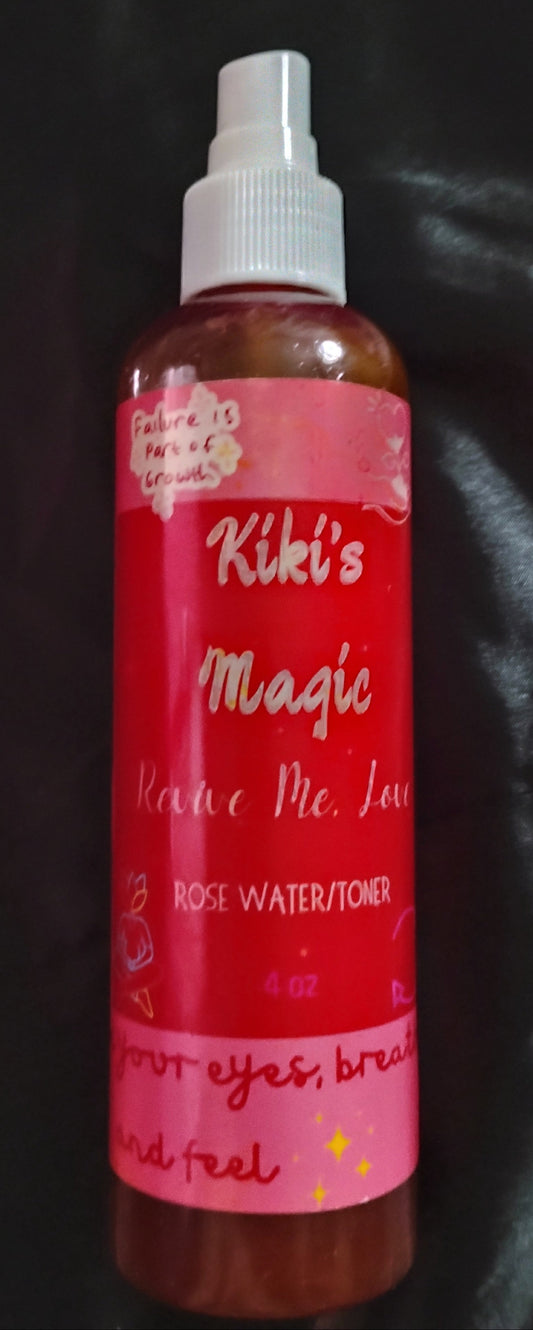 Failure is
Part of
Growth
Kiki's
Magic
Revive Me, Love
ROSE WATER/TONER
4 OZ
your eyes, breat
and feel